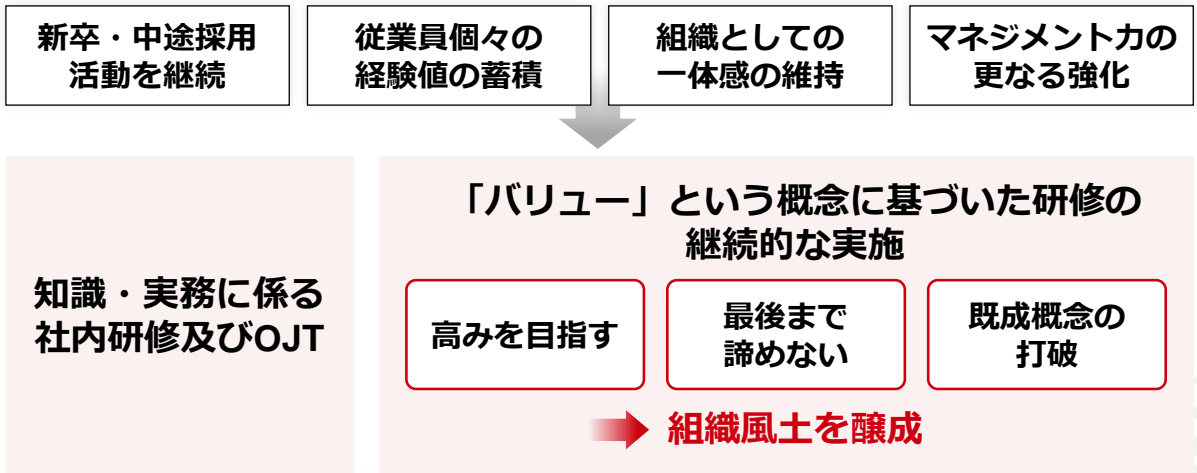 新卒・中途採用
活動を継続
従業員個々の
経験値の蓄積
組織としての
一体感の維持
マネジメント力の
更なる強化
知識・実務に係る
社内研修及びOJT
「バリュー」という概念に基づいた研修の
継続的な実施
高みを目指す
最後まで
諦めない
既成概念の
打破
組織風土を醸成